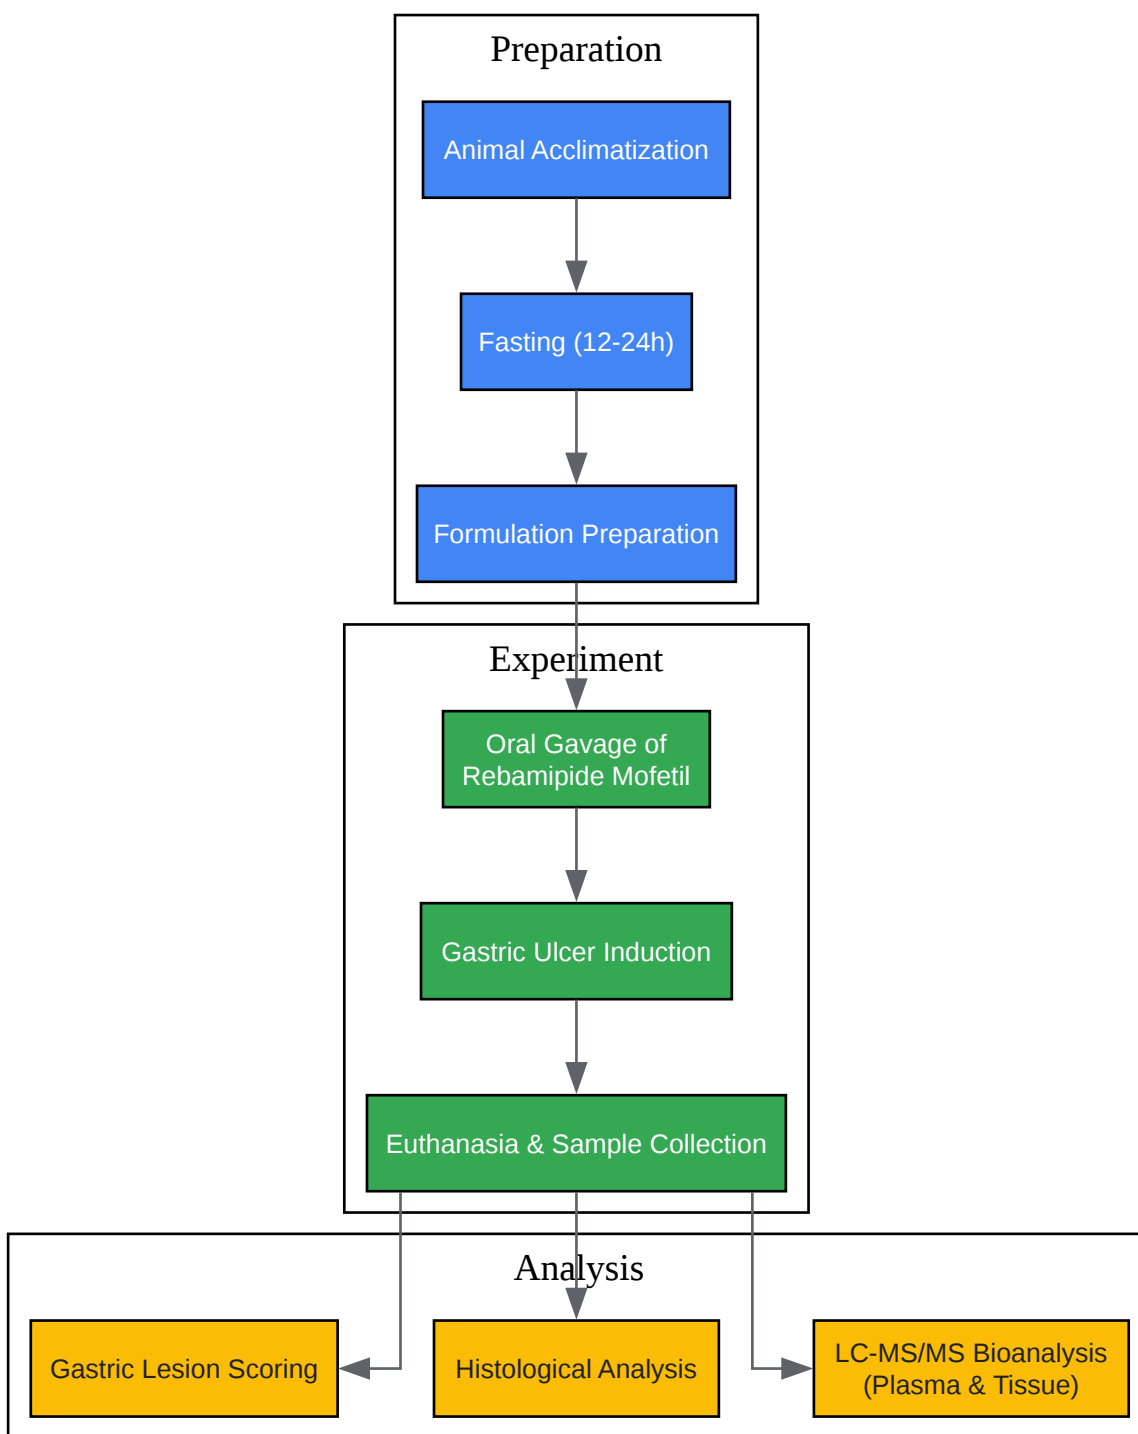 Preparation
Animal Acclimatization
Fasting (12-24h)
Formulation Preparation
Experiment
Oral Gavage of
Rebamipide Mofetil
Gastric Ulcer Induction
Euthanasia & Sample Collection
Analysis
Gastric Lesion Scoring
Histological Analysis
LC-MS/MS Bioanalysis
(Plasma & Tissue)